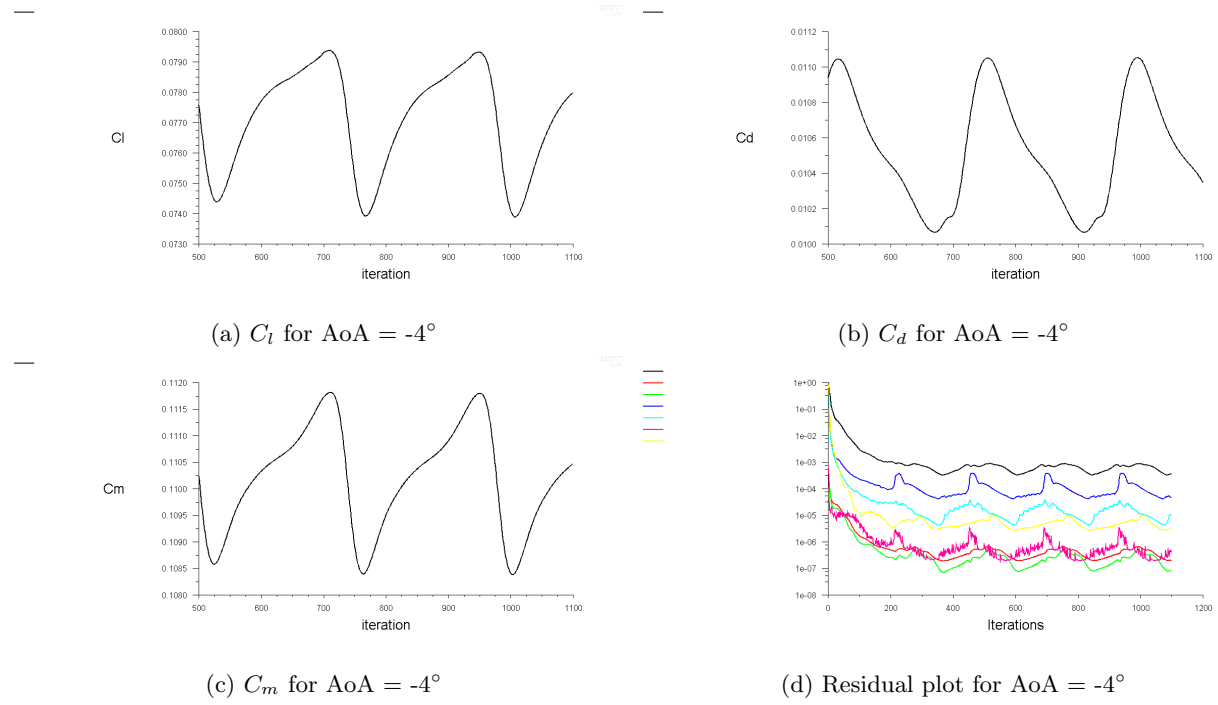 0.0800
0.0790
0.0780
0.0770
0.0760
0.0750
0.0740
0.0730
Cl
500 600 700 800 900 1000 1100
iteration
(a) C_l for AoA = -4°
0.0112
0.0110
0.0108
0.0106
0.0104
0.0102
0.0100
Cd
500 600 700 800 900 1000 1100
iteration
(b) C_d for AoA = -4°
0.1120
0.1115
0.1110
0.1105
0.1100
0.1095
0.1090
0.1085
0.1080
Cm
500 600 700 800 900 1000 1100
iteration
(c) C_m for AoA = -4°
1e+00
1e-01
1e-02
1e-03
1e-04
1e-05
1e-06
1e-07
1e-08
0 200 400 600 800 1000 1200
Iterations
(d) Residual plot for AoA = -4°